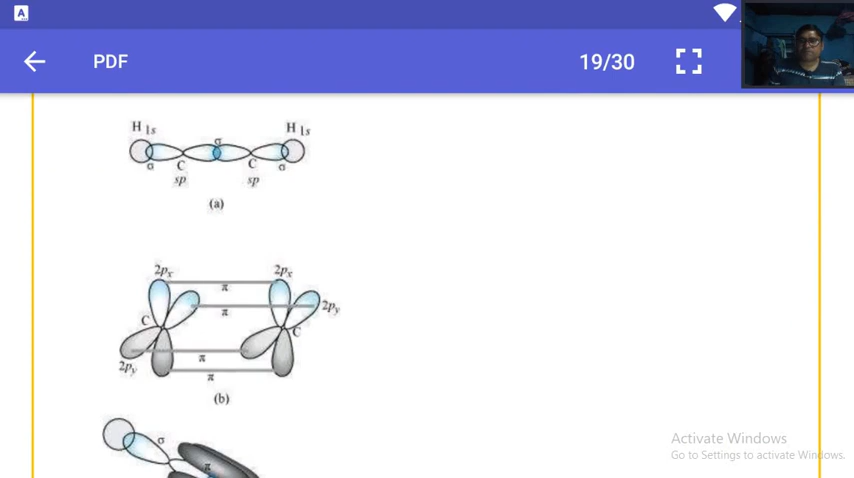 A
PDF 19/30
H 1s H 1s
σ
σ C C σ
sp sp
(a)
2px 2px
π
2py
π
C C
π
2py
π
(b)
σ
π
Activate Windows
Go to Settings to activate Windows.